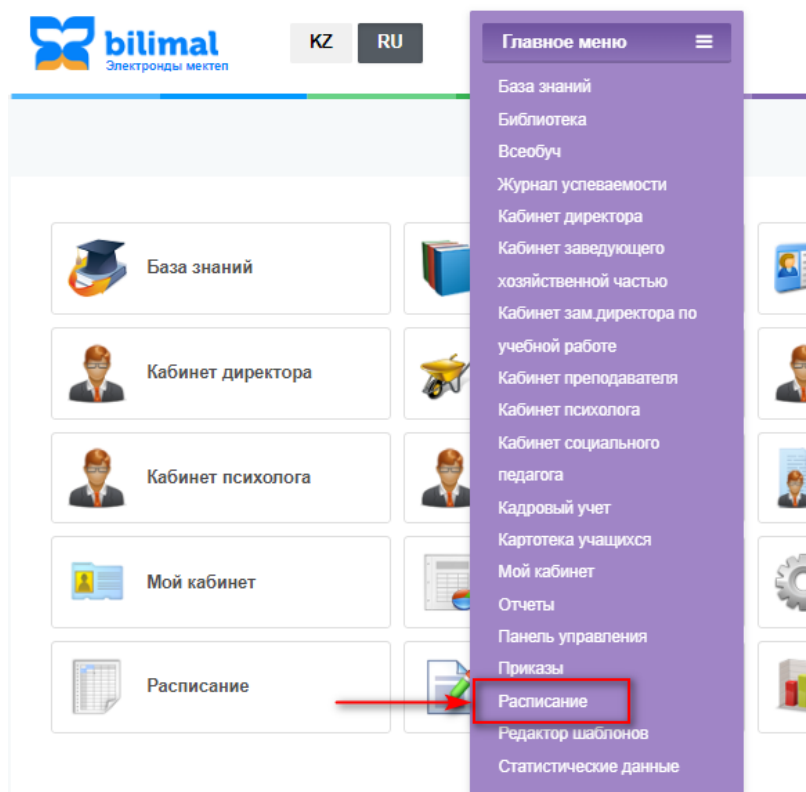 bilimal
Электронды мектеп
KZ
RU
Главное меню
База знаний
Библиотека
Всеобуч
Журнал успеваемости
Кабинет директора
Кабинет заведующего
хозяйственной частью
Кабинет зам.директора по
учебной работе
Кабинет преподавателя
Кабинет психолога
Кабинет социального
педагога
Кадровый учет
Картотека учащихся
Мой кабинет
Отчеты
Панель управления
Приказы
Расписание
Редактор шаблонов
Статистические данные
База знаний
Кабинет директора
Кабинет психолога
Мой кабинет
Расписание